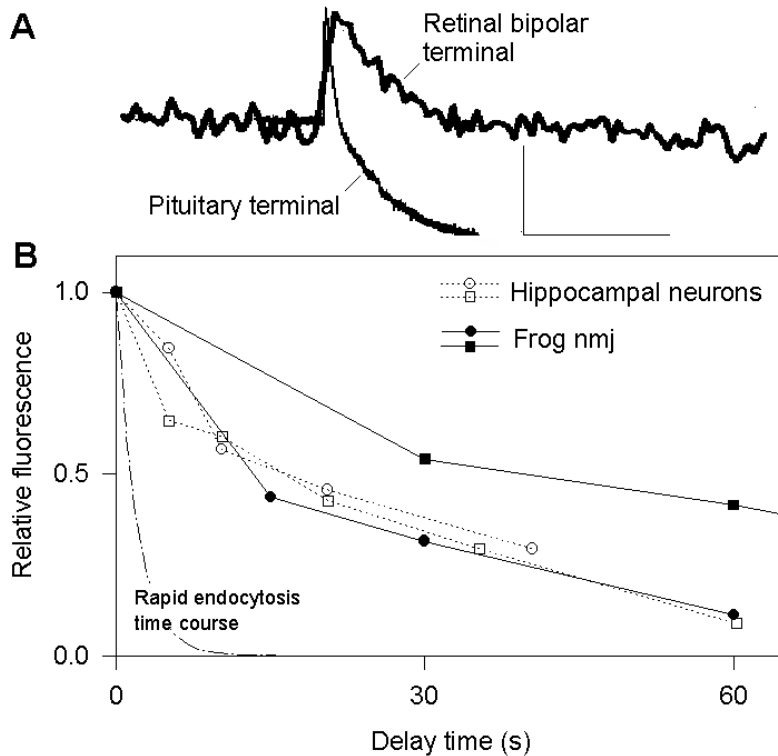 A
Retinal bipolar
terminal
Pituitary terminal
B
1.0
Hippocampal neurons
Frog nmj
0.5
Relative fluorescence
Rapid endocytosis
time course
0.0
0
30
60
Delay time (s)